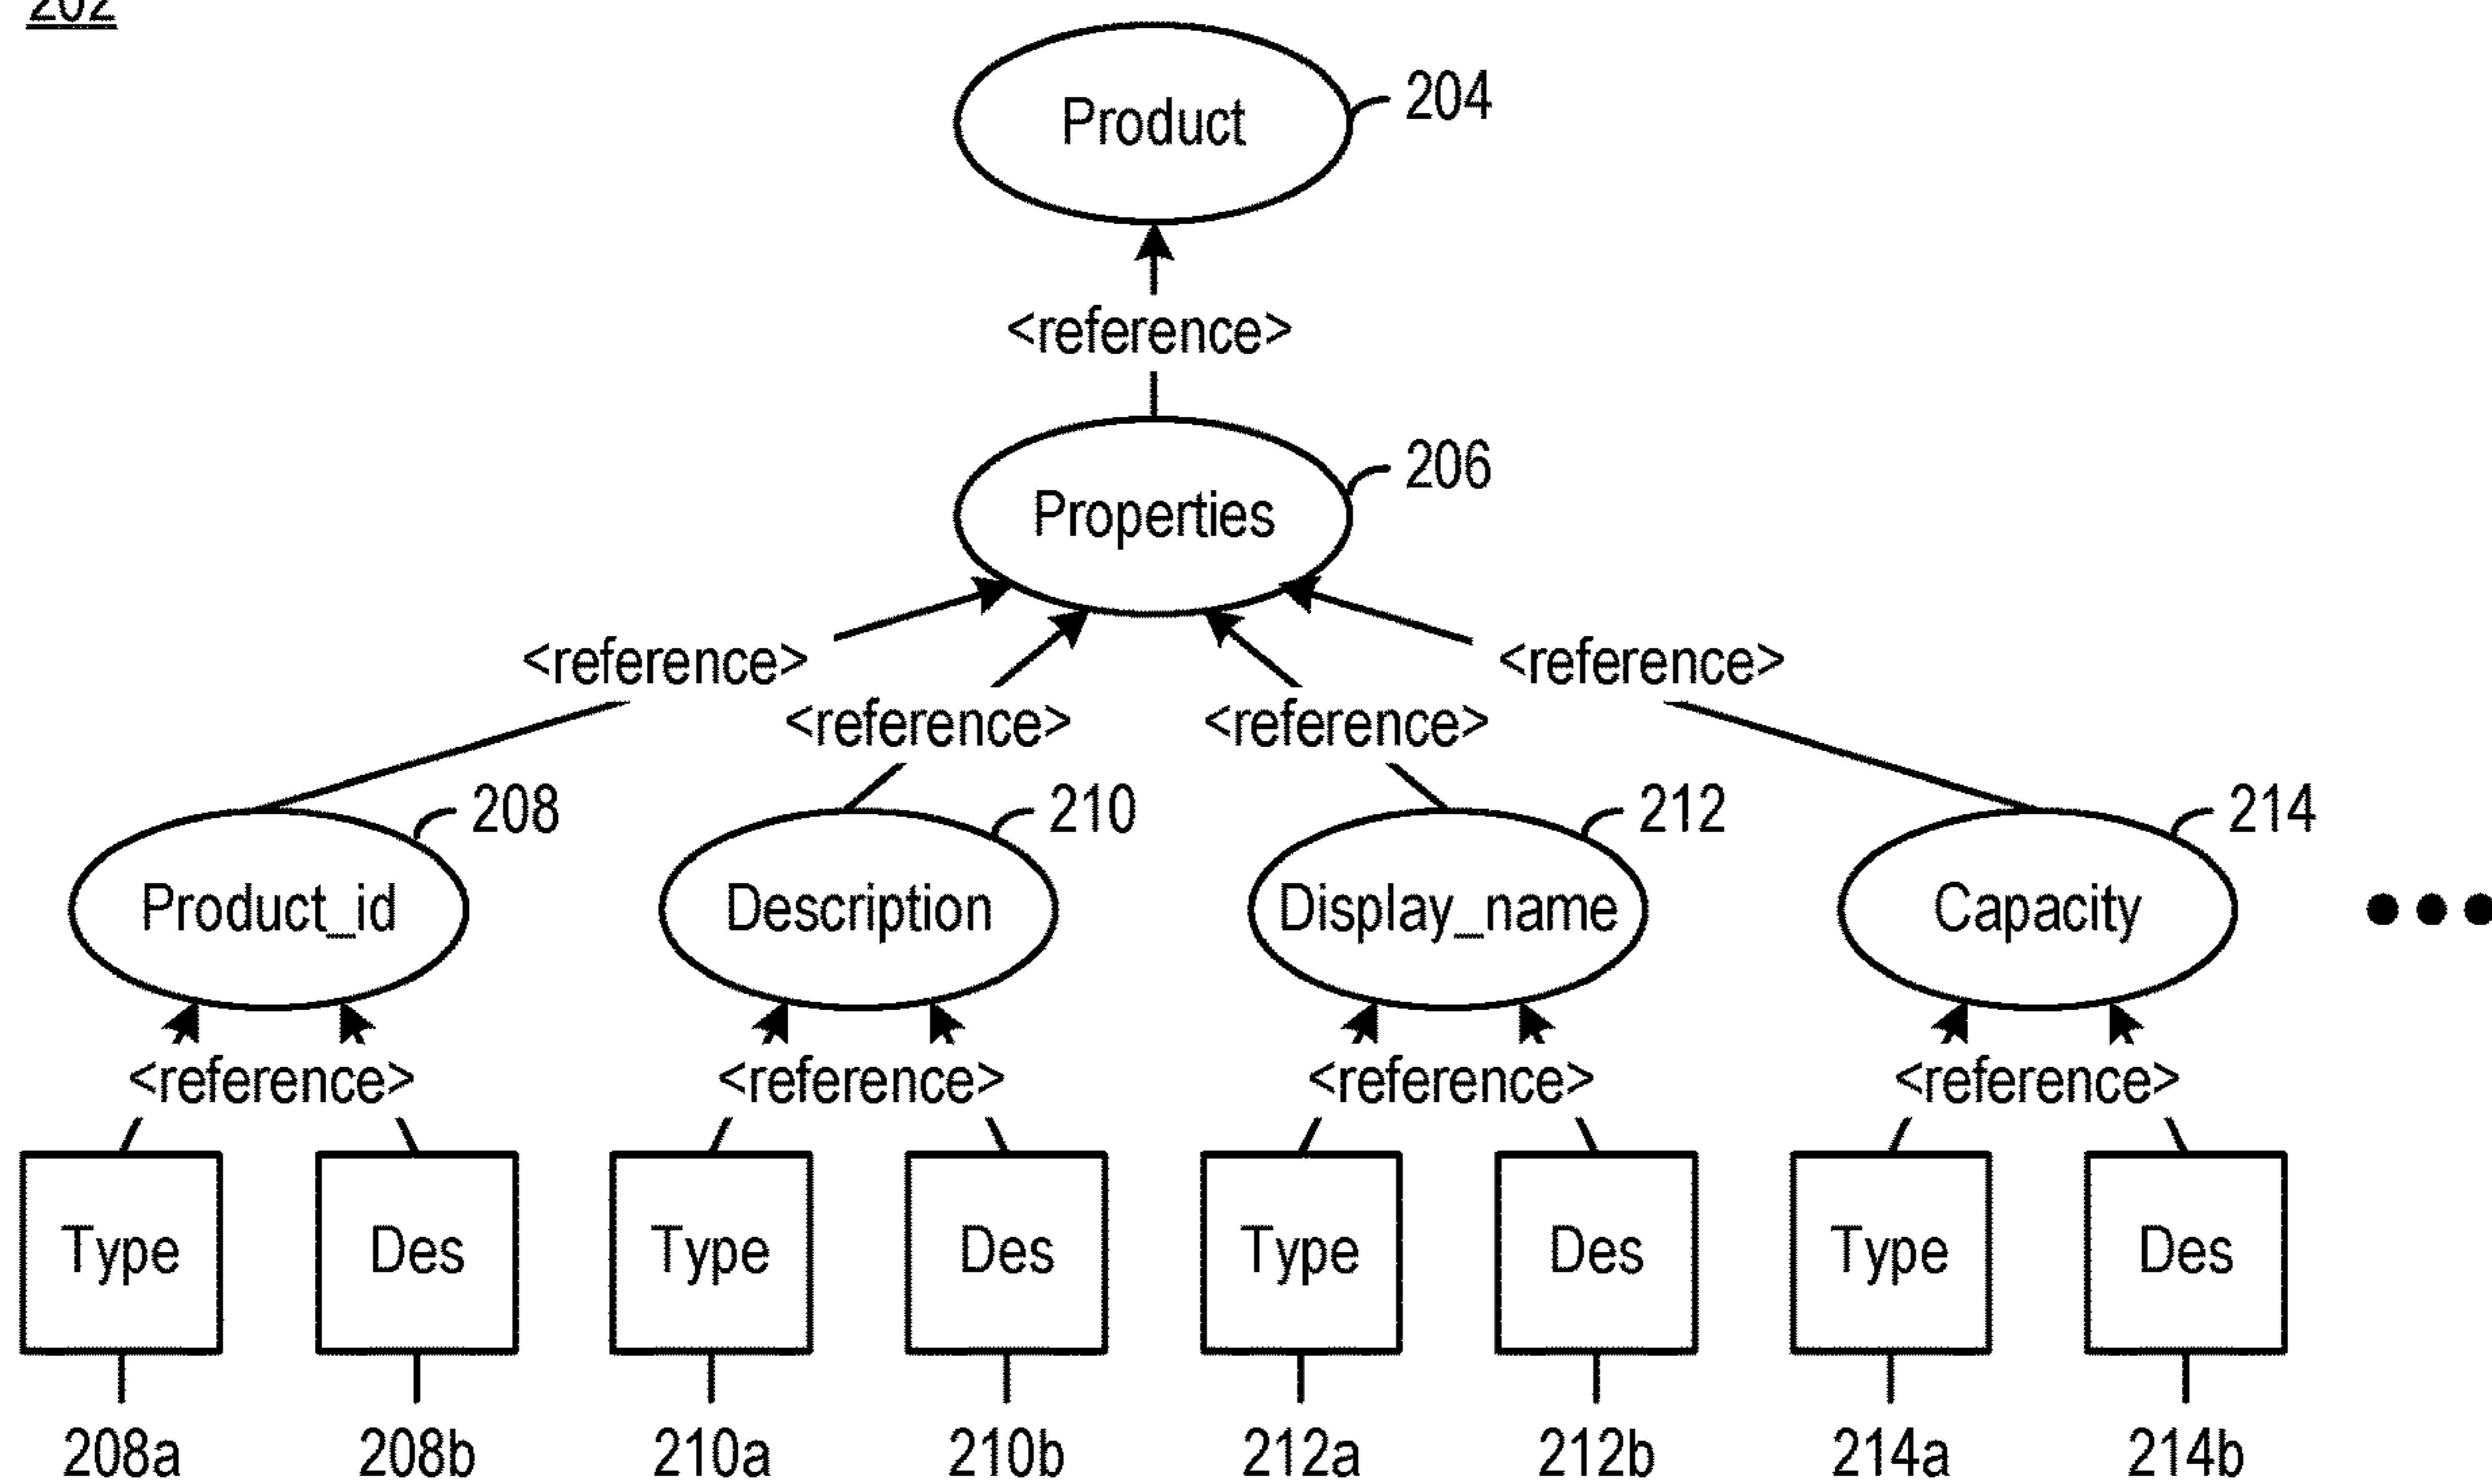 202
Product
204
<reference>
Properties
206
<reference>
<reference>
<reference>
<reference>
<reference>
208
210
212
214
Product_id
Description
Display_name
Capacity
<reference>
<reference>
<reference>
<reference>
Type
Des
Type
Des
Type
Des
Type
Des
208a
208b
210a
210b
212a
212b
214a
214b